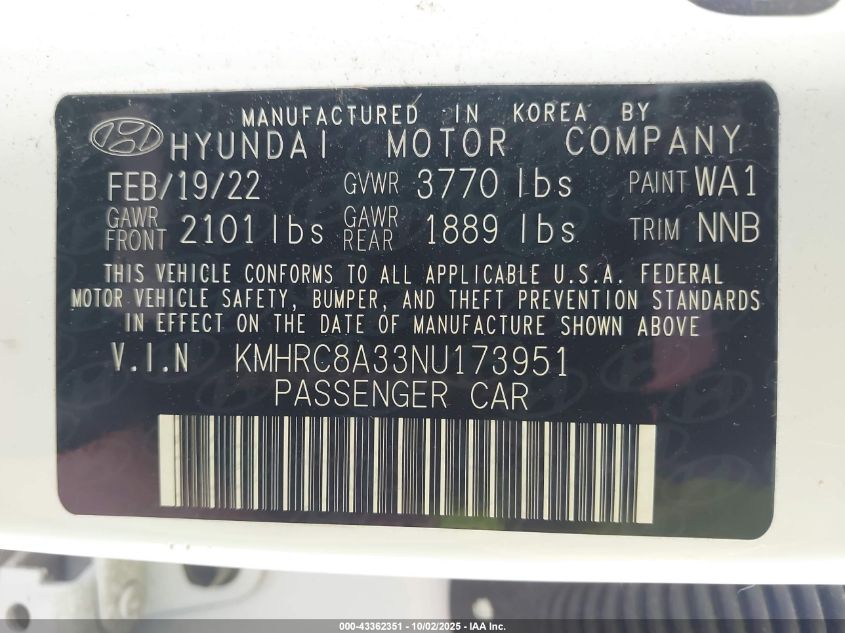 MANUFACTURED IN KOREA BY
HYUNDAI MOTOR COMPANY
FEB/19/22 GVWR 3770 lbs PAINT WA1
GAWR FRONT 2101 lbs GAWR REAR 1889 lbs TRIM NNB
THIS VEHICLE CONFORMS TO ALL APPLICABLE U.S.A. FEDERAL
MOTOR VEHICLE SAFETY, BUMPER, AND THEFT PREVENTION STANDARDS
IN EFFECT ON THE DATE OF MANUFACTURE SHOWN ABOVE
V.I.N KMHRC8A33NU173951
PASSENGER CAR
000-43362351 | 10/02/2025 - IAA Inc.